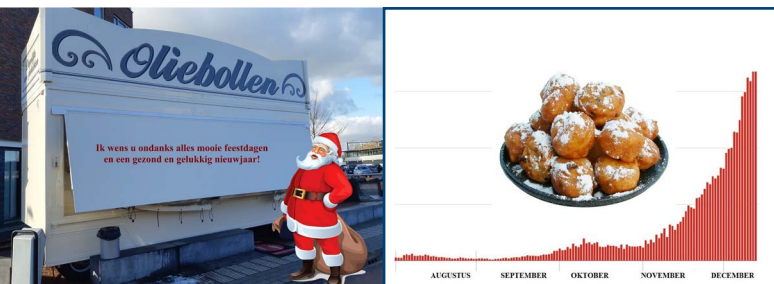 Oliebollen
Ik wens u ondanks alles mooie feestdagen
en een gezond en gelukkig nieuwjaar!
AUGUSTUS SEPTEMBER OKTOBER NOVEMBER DECEMBER